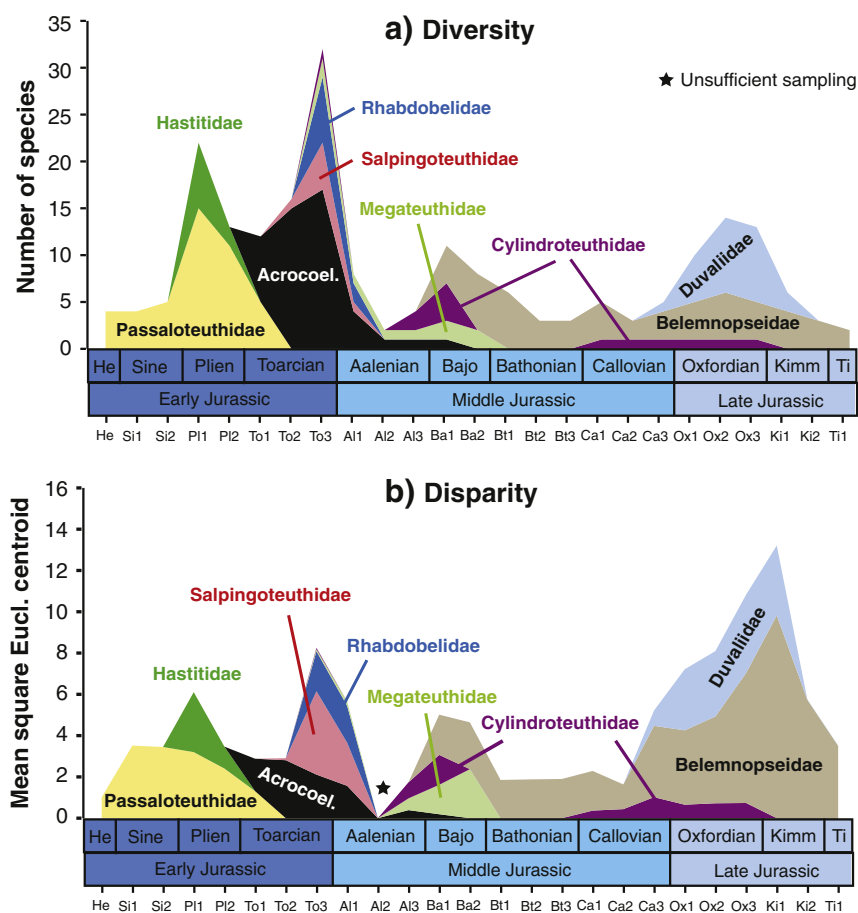 a) Diversity
★ Unsufficient sampling
Number of species
35
30
25
20
15
10
5
0
Hastitidae
Rhabdobelidae
Salpingoteuthidae
Megateuthidae
Cylindroteuthidae
Duvaliidae
Acrocoel.
Passaloteuthidae
Belemnopseidae
He Sine Plien Toarcian Aalenian Bajo Bathonian Callovian Oxfordian Kimm Ti
Early Jurassic Middle Jurassic Late Jurassic
He Si1 Si2 Pl1 Pl2 To1 To2 To3 Al1 Al2 Al3 Ba1 Ba2 Bt1 Bt2 Bt3 Ca1 Ca2 Ca3 Ox1 Ox2 Ox3 Ki1 Ki2 Ti1
b) Disparity
Mean square Eucl. centroid
16
14
12
10
8
6
4
2
0
Salpingoteuthidae
Rhabdobelidae
Hastitidae
Megateuthidae
Cylindroteuthidae
Duvaliidae
Belemnopseidae
Acrocoel.
Passaloteuthidae
★
He Sine Plien Toarcian Aalenian Bajo Bathonian Callovian Oxfordian Kimm Ti
Early Jurassic Middle Jurassic Late Jurassic
He Si1 Si2 Pl1 Pl2 To1 To2 To3 Al1 Al2 Al3 Ba1 Ba2 Bt1 Bt2 Bt3 Ca1 Ca2 Ca3 Ox1 Ox2 Ox3 Ki1 Ki2 Ti1